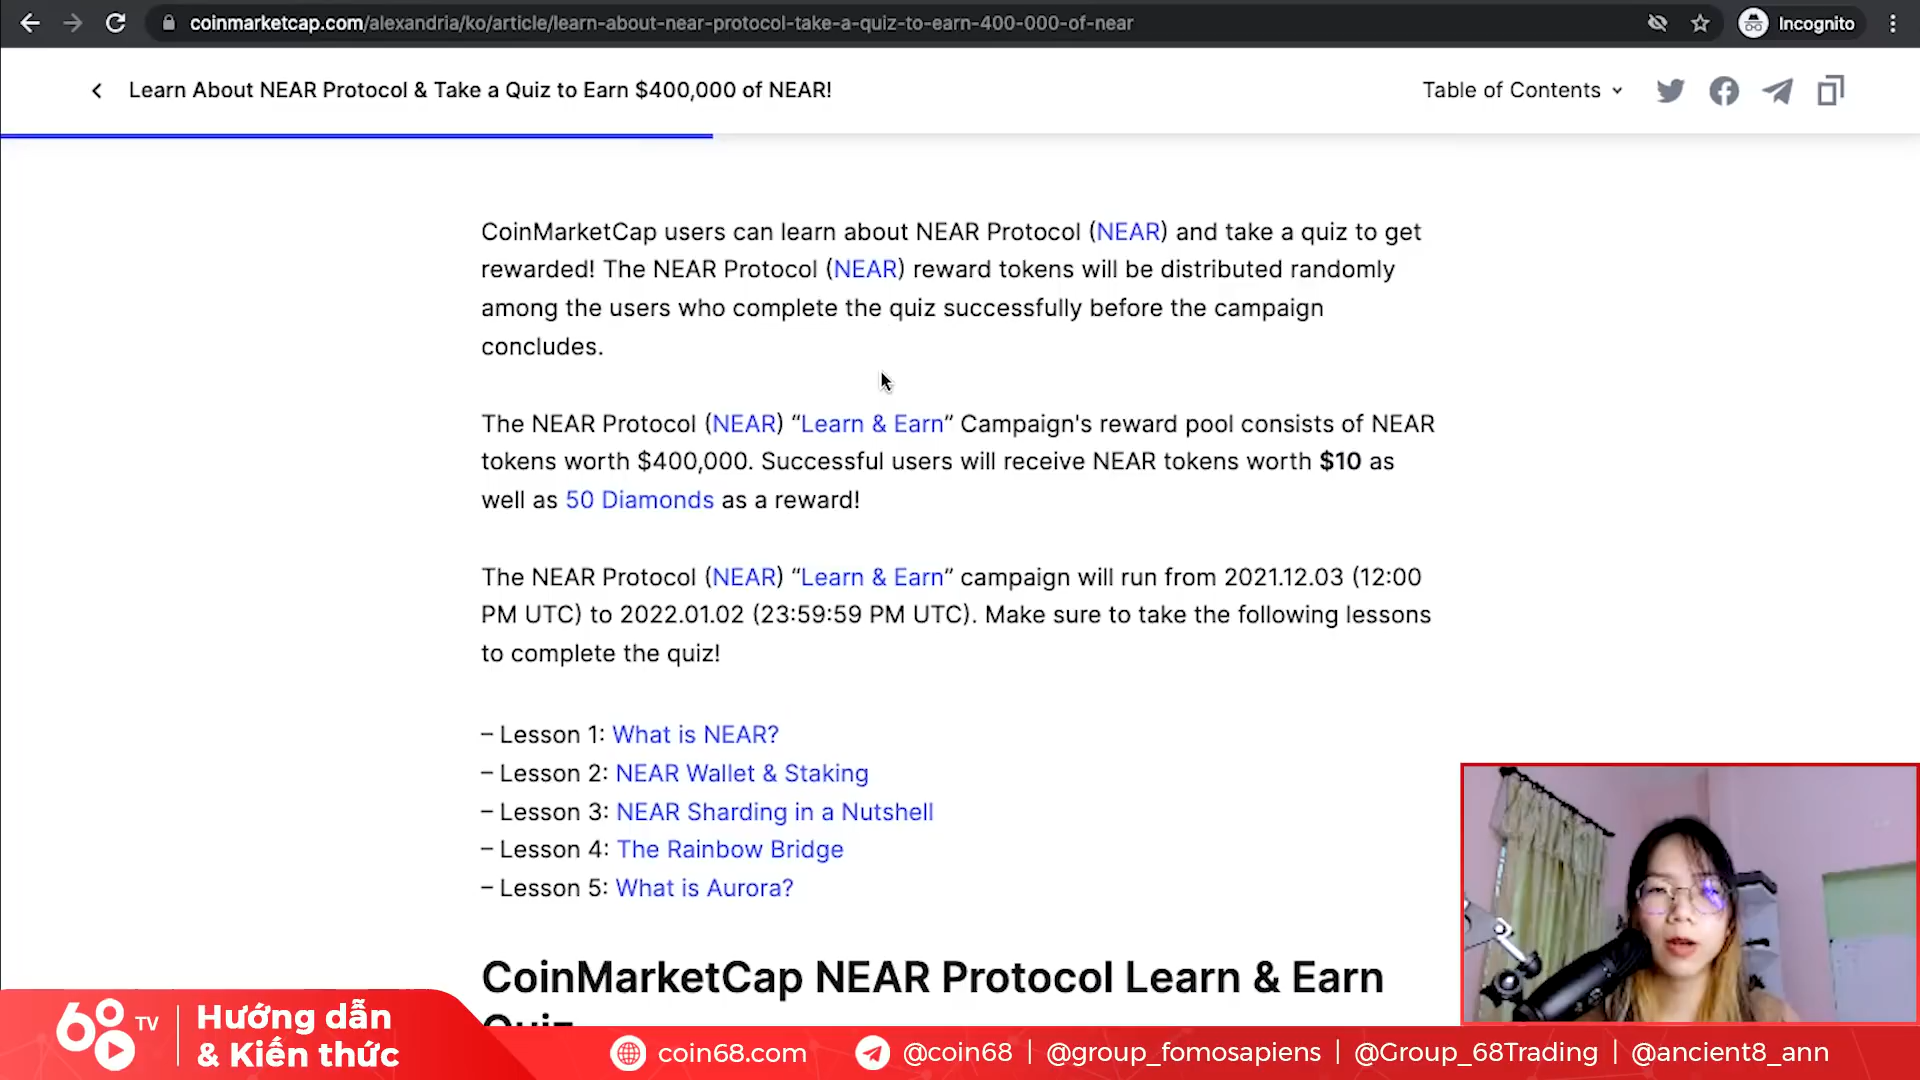 coinmarketcap.com/alexandria/ko/article/learn-about-near-protocol-take-a-quiz-to-earn-400-000-of-near
Incognito
Learn About NEAR Protocol & Take a Quiz to Earn $400,000 of NEAR!
Table of Contents
CoinMarketCap users can learn about NEAR Protocol (NEAR) and take a quiz to get
rewarded! The NEAR Protocol (NEAR) reward tokens will be distributed randomly
among the users who complete the quiz successfully before the campaign
concludes.
The NEAR Protocol (NEAR) “Learn & Earn” Campaign's reward pool consists of NEAR
tokens worth $400,000. Successful users will receive NEAR tokens worth $10 as
well as 50 Diamonds as a reward!
The NEAR Protocol (NEAR) “Learn & Earn” campaign will run from 2021.12.03 (12:00
PM UTC) to 2022.01.02 (23:59:59 PM UTC). Make sure to take the following lessons
to complete the quiz!
– Lesson 1: What is NEAR?
– Lesson 2: NEAR Wallet & Staking
– Lesson 3: NEAR Sharding in a Nutshell
– Lesson 4: The Rainbow Bridge
– Lesson 5: What is Aurora?
CoinMarketCap NEAR Protocol Learn & Earn
Quiz
68 TV
Hướng dẫn
& Kiến thức
coin68.com
@coin68 | @group_fomosapiens | @Group_68Trading | @ancient8_ann